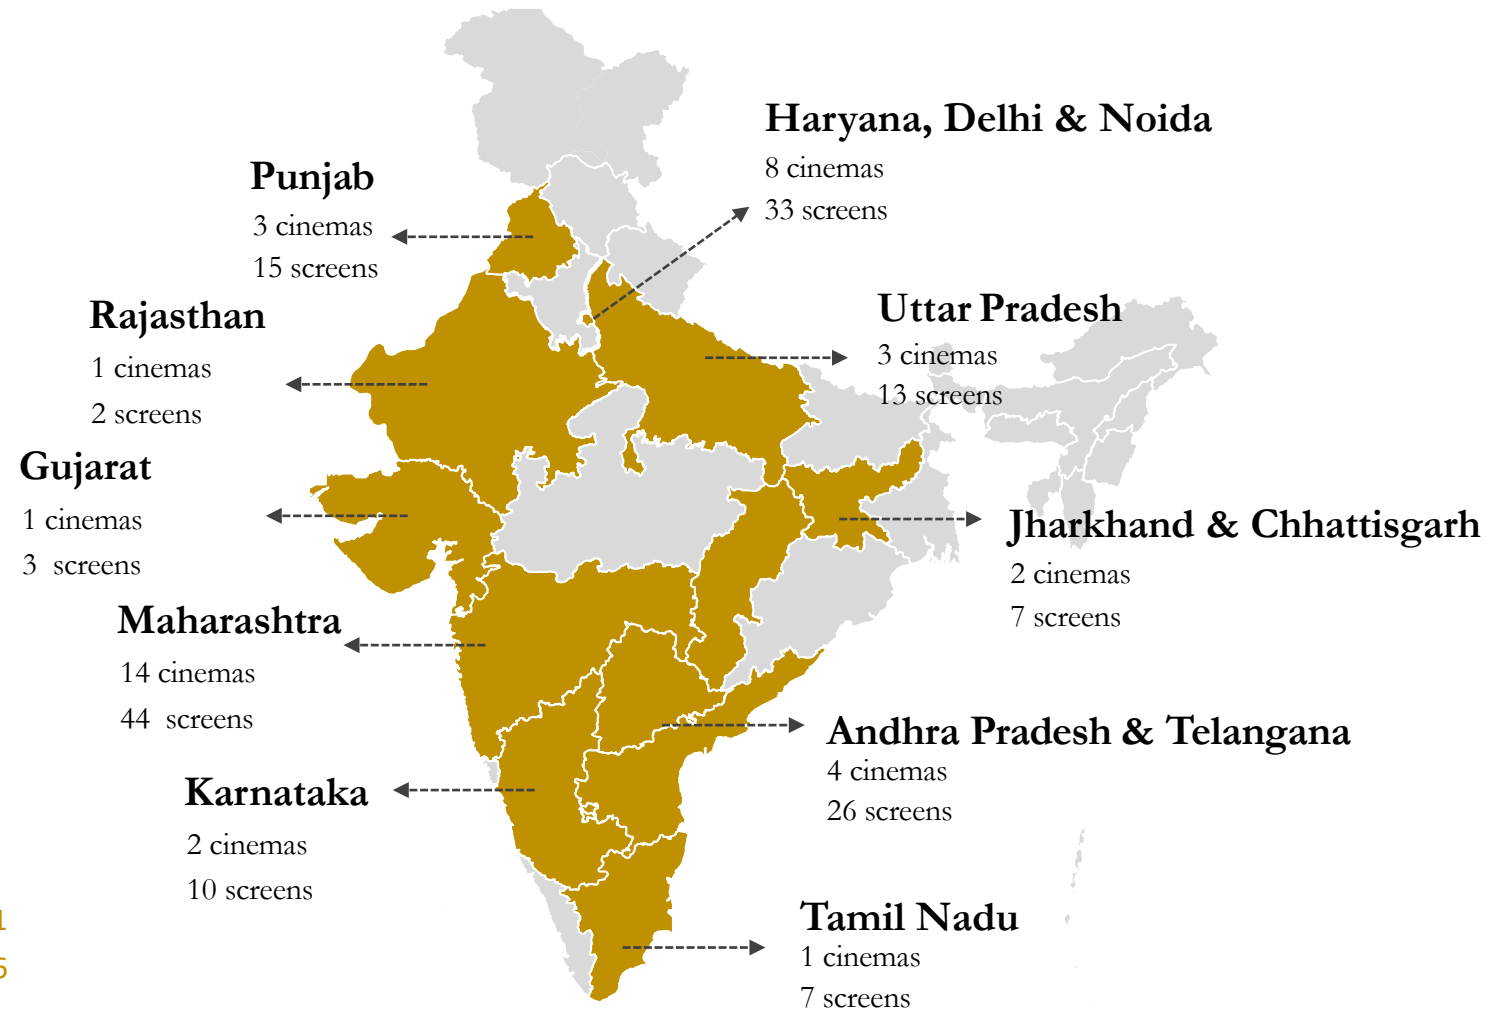 Haryana, Delhi & Noida
8 cinemas
33 screens
Punjab
3 cinemas
15 screens
Rajasthan
1 cinemas
2 screens
Uttar Pradesh
3 cinemas
13 screens
Gujarat
1 cinemas
3 screens
Jharkhand & Chhattisgarh
2 cinemas
7 screens
Maharashtra
14 cinemas
44 screens
Andhra Pradesh & Telangana
4 cinemas
26 screens
Karnataka
2 cinemas
10 screens
Tamil Nadu
1 cinemas
7 screens